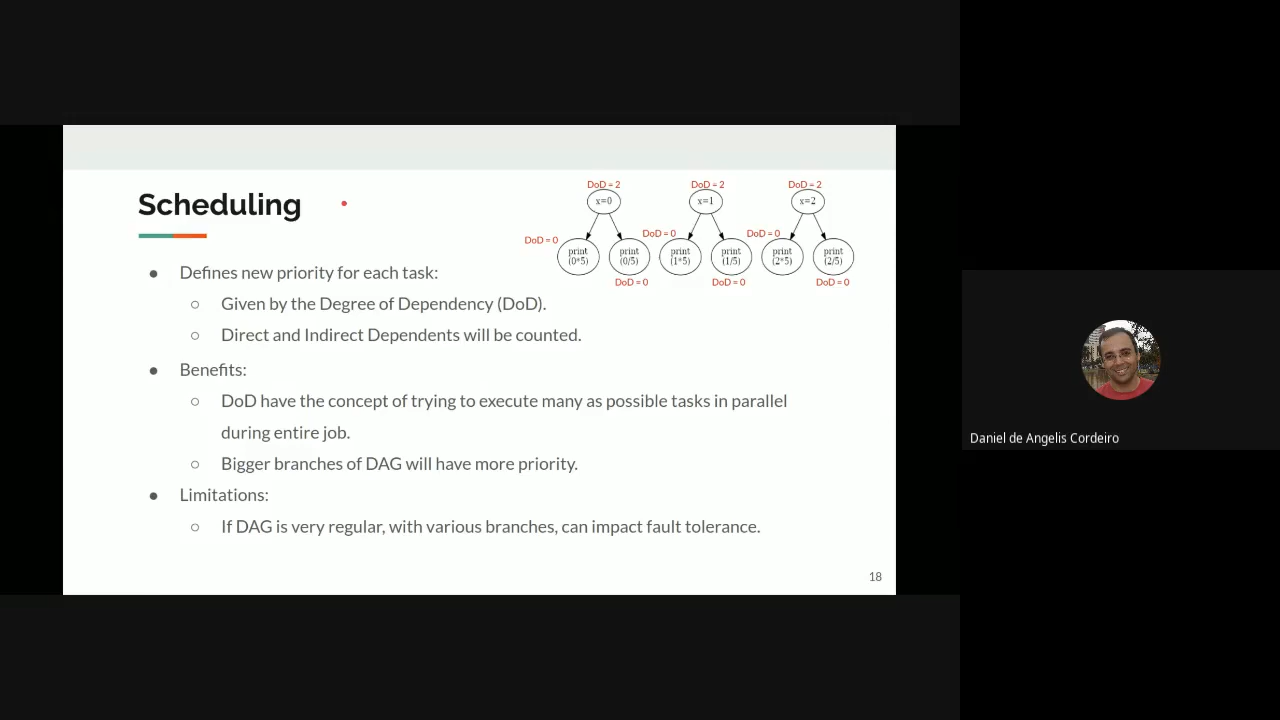 Scheduling
DoD = 2
DoD = 2
DoD = 2
x=0
x=1
x=2
DoD = 0
DoD = 0
DoD = 0
print
(0*5)
print
(0/5)
print
(1*5)
print
(1/5)
print
(2*5)
print
(2/5)
DoD = 0
DoD = 0
DoD = 0
● Defines new priority for each task:
○ Given by the Degree of Dependency (DoD).
○ Direct and Indirect Dependents will be counted.
● Benefits:
○ DoD have the concept of trying to execute many as possible tasks in parallel
during entire job.
○ Bigger branches of DAG will have more priority.
● Limitations:
○ If DAG is very regular, with various branches, can impact fault tolerance.
18
Daniel de Angelis Cordeiro